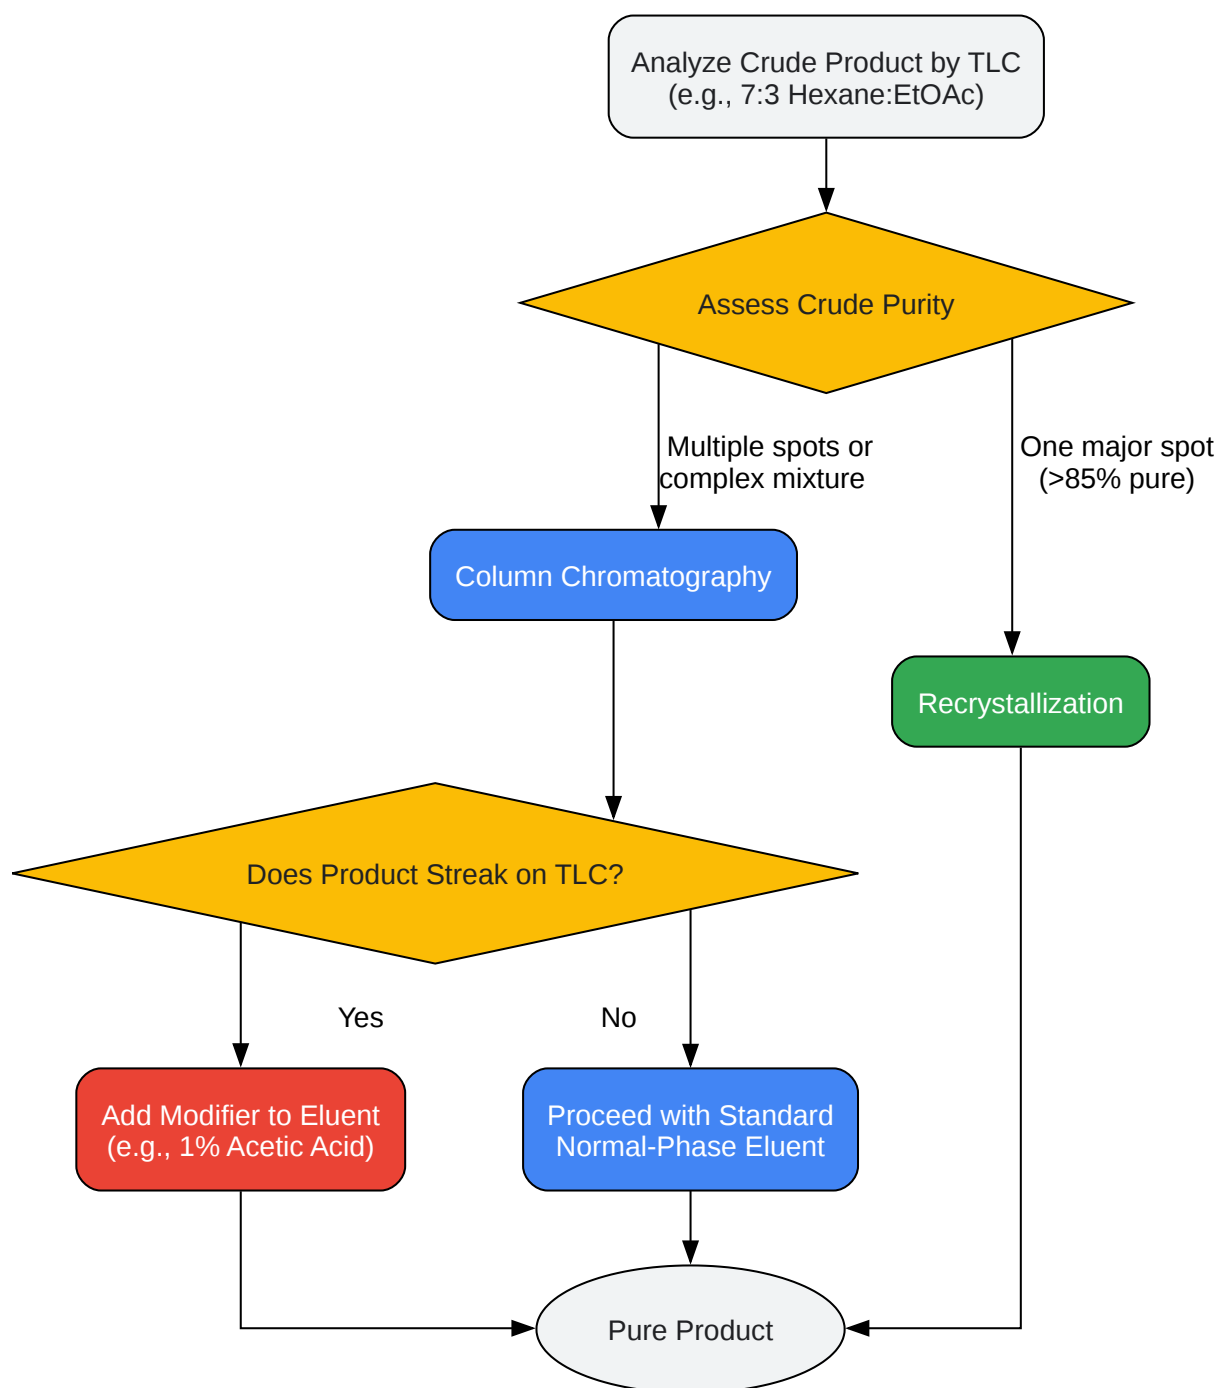 Analyze Crude Product by TLC
(e.g., 7:3 Hexane:EtOAc)
Assess Crude Purity
Multiple spots or
complex mixture
One major spot
(>85% pure)
Column Chromatography
Recrystallization
Does Product Streak on TLC?
Yes
No
Add Modifier to Eluent
(e.g., 1% Acetic Acid)
Proceed with Standard
Normal-Phase Eluent
Pure Product